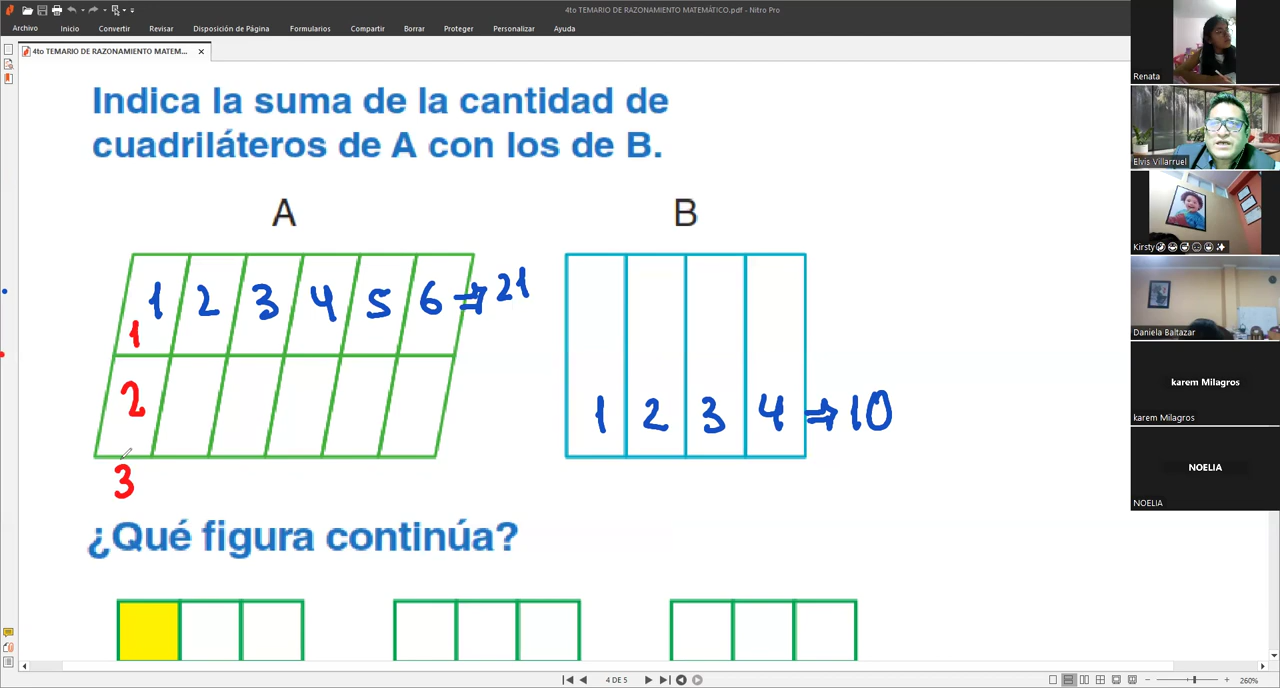 4to TEMARIO DE RAZONAMIENTO MATEMÁTICO.pdf - Nitro Pro
Archivo Inicio Convertir Revisar Disposición de Página Formularios Compartir Borrar Proteger Personalizar Ayuda
4to TEMARIO DE RAZONAMIENTO MATEM...
Indica la suma de la cantidad de
cuadriláteros de A con los de B.
A B
1 2 3 4 5 6 ⇒ 21
1
2
3
1 2 3 4 ⇒ 10
¿Qué figura continúa?
4 DE 5
260%
Renata
Elvis Villarruel
Kirsty
Daniela Baltazar
karem Milagros
karem Milagros
NOELIA
NOELIA